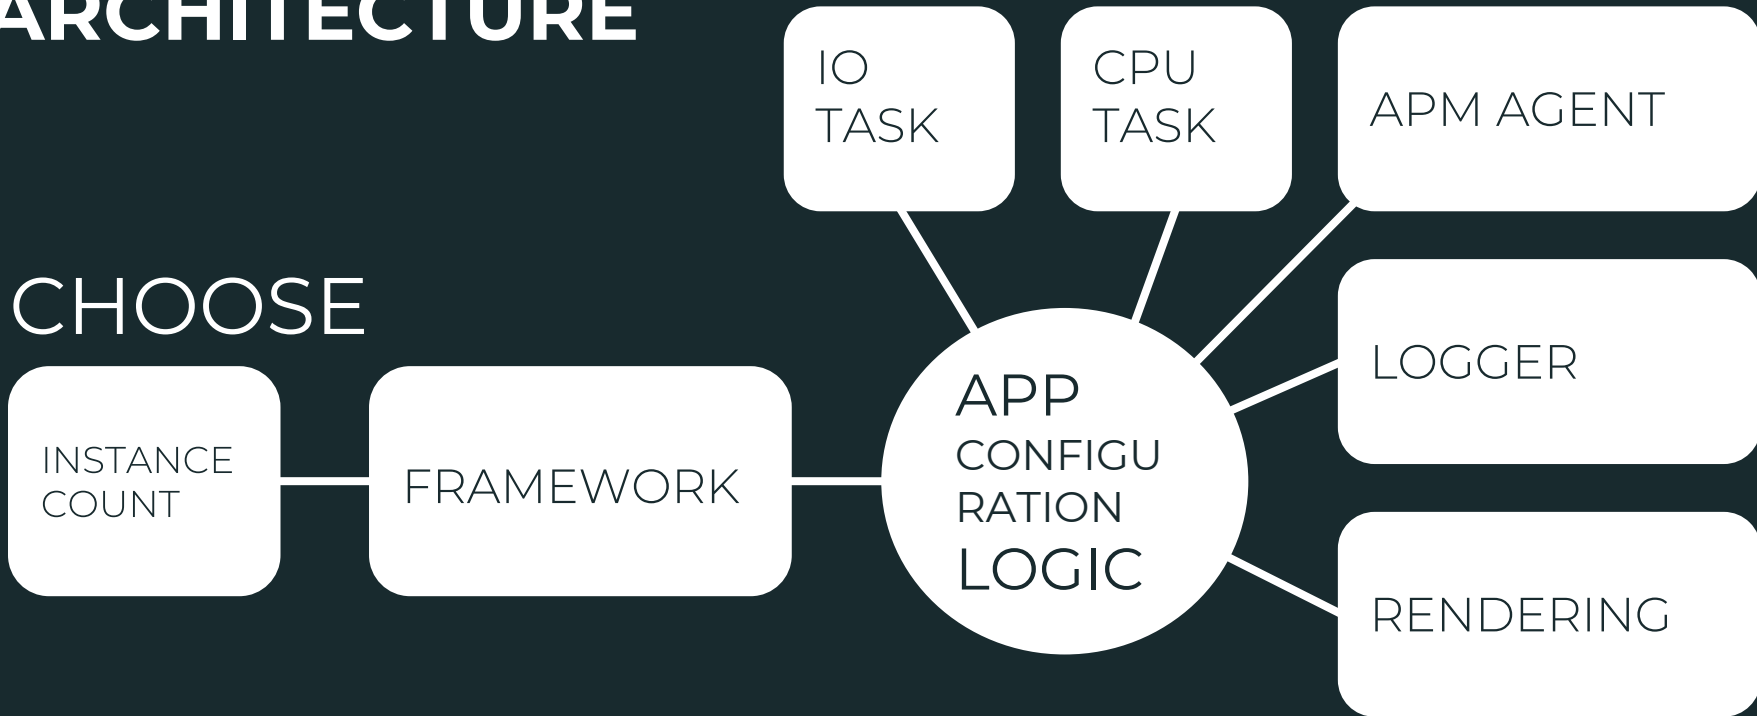 ARCHITECTURE
IO
TASK
CPU
TASK
APM AGENT
CHOOSE
LOGGER
INSTANCE
COUNT
FRAMEWORK
APP
CONFIGU
RATION
LOGIC
RENDERING